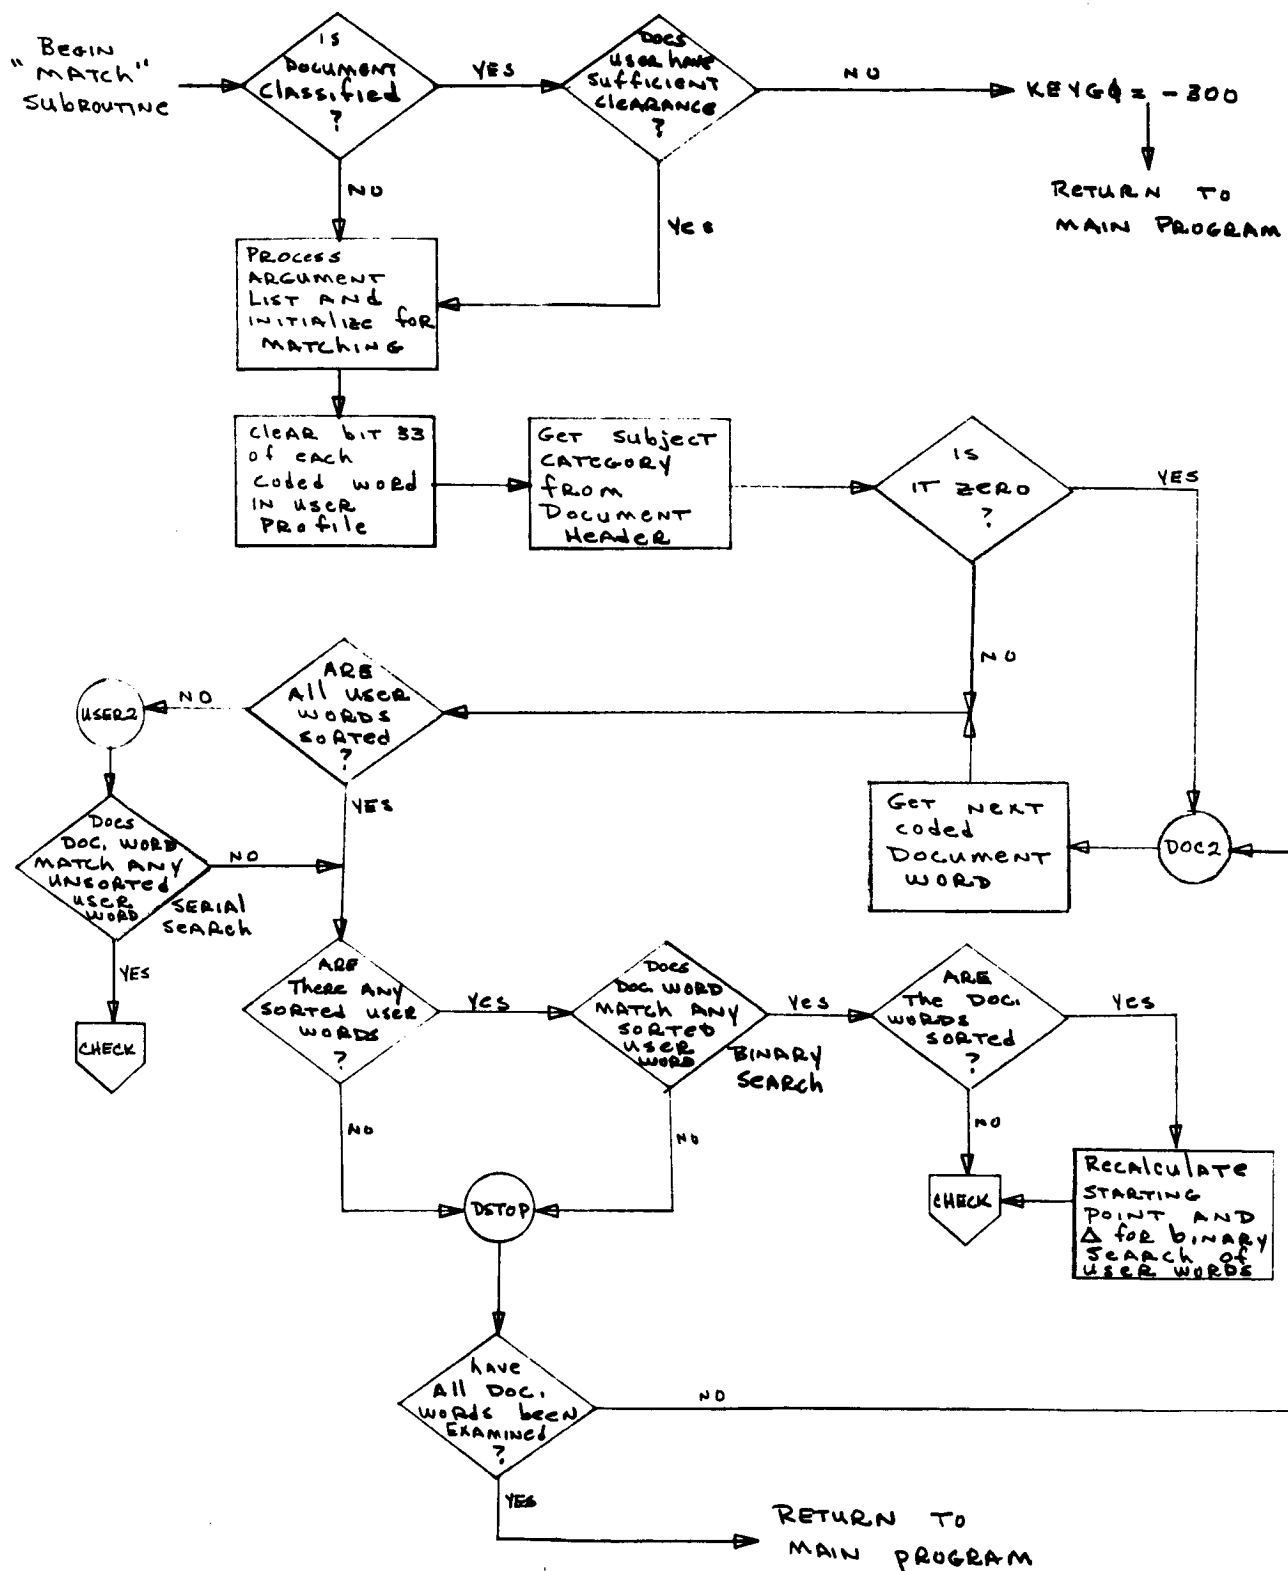 BEGIN
"MATCH"
SUBROUTINE
IS
DOCUMENT
CLASSIFIED
?
YES
DOES
USER HAVE
SUFFICIENT
CLEARANCE
?
NO
KEYGφ = -300
RETURN TO
MAIN PROGRAM
NO
YES
PROCESS
ARGUMENT
LIST AND
INITIALIZE FOR
MATCHING
CLEAR BIT 33
OF EACH
CODED WORD
IN USER
PROFILE
GET SUBJECT
CATEGORY
FROM
DOCUMENT
HEADER
IS
IT ZERO
?
YES
NO
ARE
ALL USER
WORDS
SORTED
?
NO
USER2
YES
GET NEXT
CODED
DOCUMENT
WORD
DOC2
DOES
DOC. WORD
MATCH ANY
UNSORTED
USER
WORD
SERIAL
SEARCH
NO
YES
CHECK
ARE
THERE ANY
SORTED USER
WORDS
?
YES
NO
DOES
DOC. WORD
MATCH ANY
SORTED
USER
WORD
BINARY
SEARCH
YES
NO
ARE
THE DOC.
WORDS
SORTED
?
YES
NO
CHECK
RECALCULATE
STARTING
POINT AND
Δ FOR BINARY
SEARCH OF
USER WORDS
DSTOP
HAVE
ALL DOC.
WORDS BEEN
EXAMINED
?
NO
YES
RETURN TO
MAIN PROGRAM